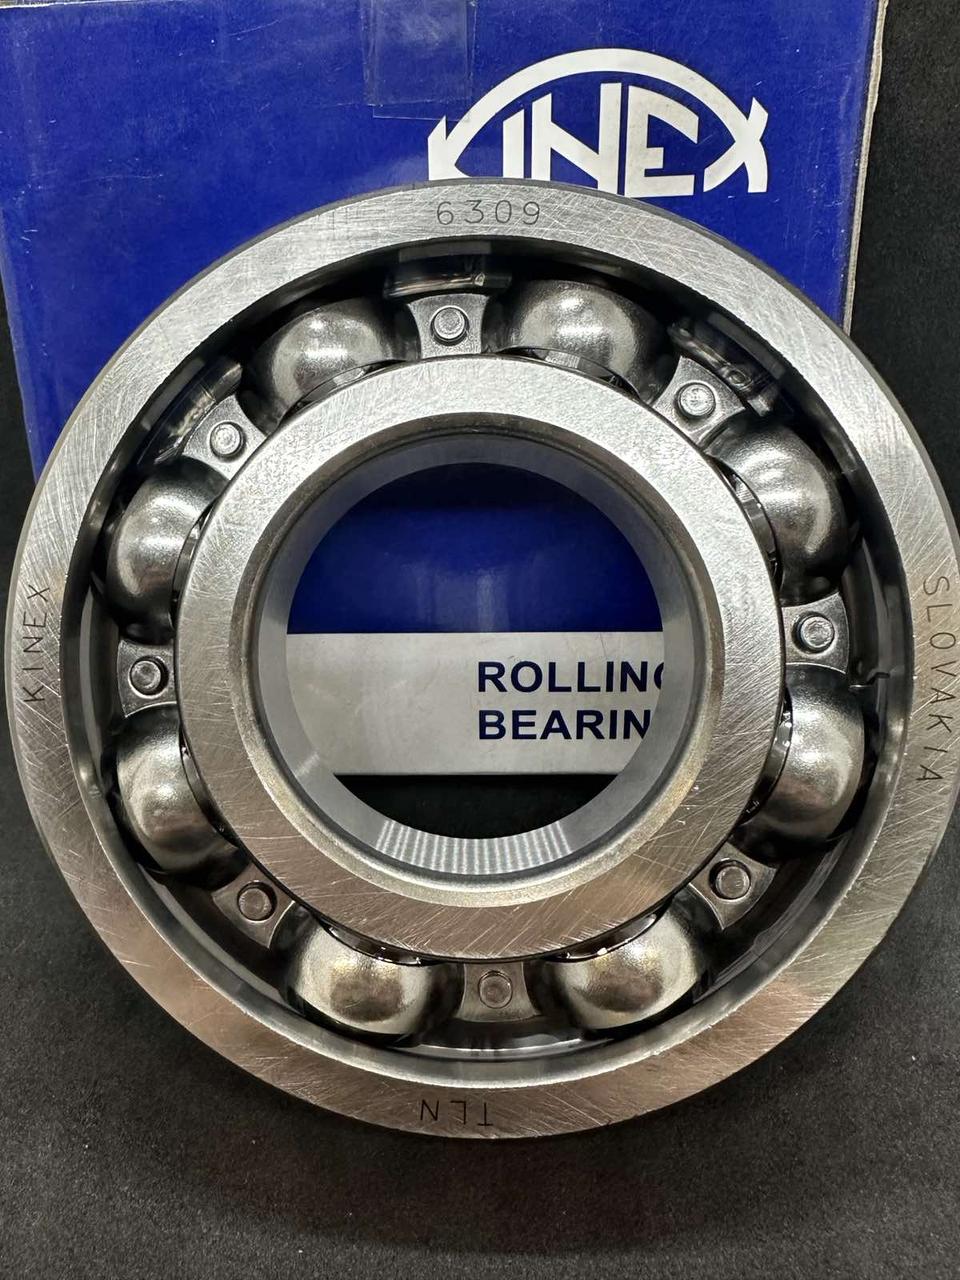 KINEX
6309
KINEX
SLOVAKIA
ROLLING
BEARIN
TLN